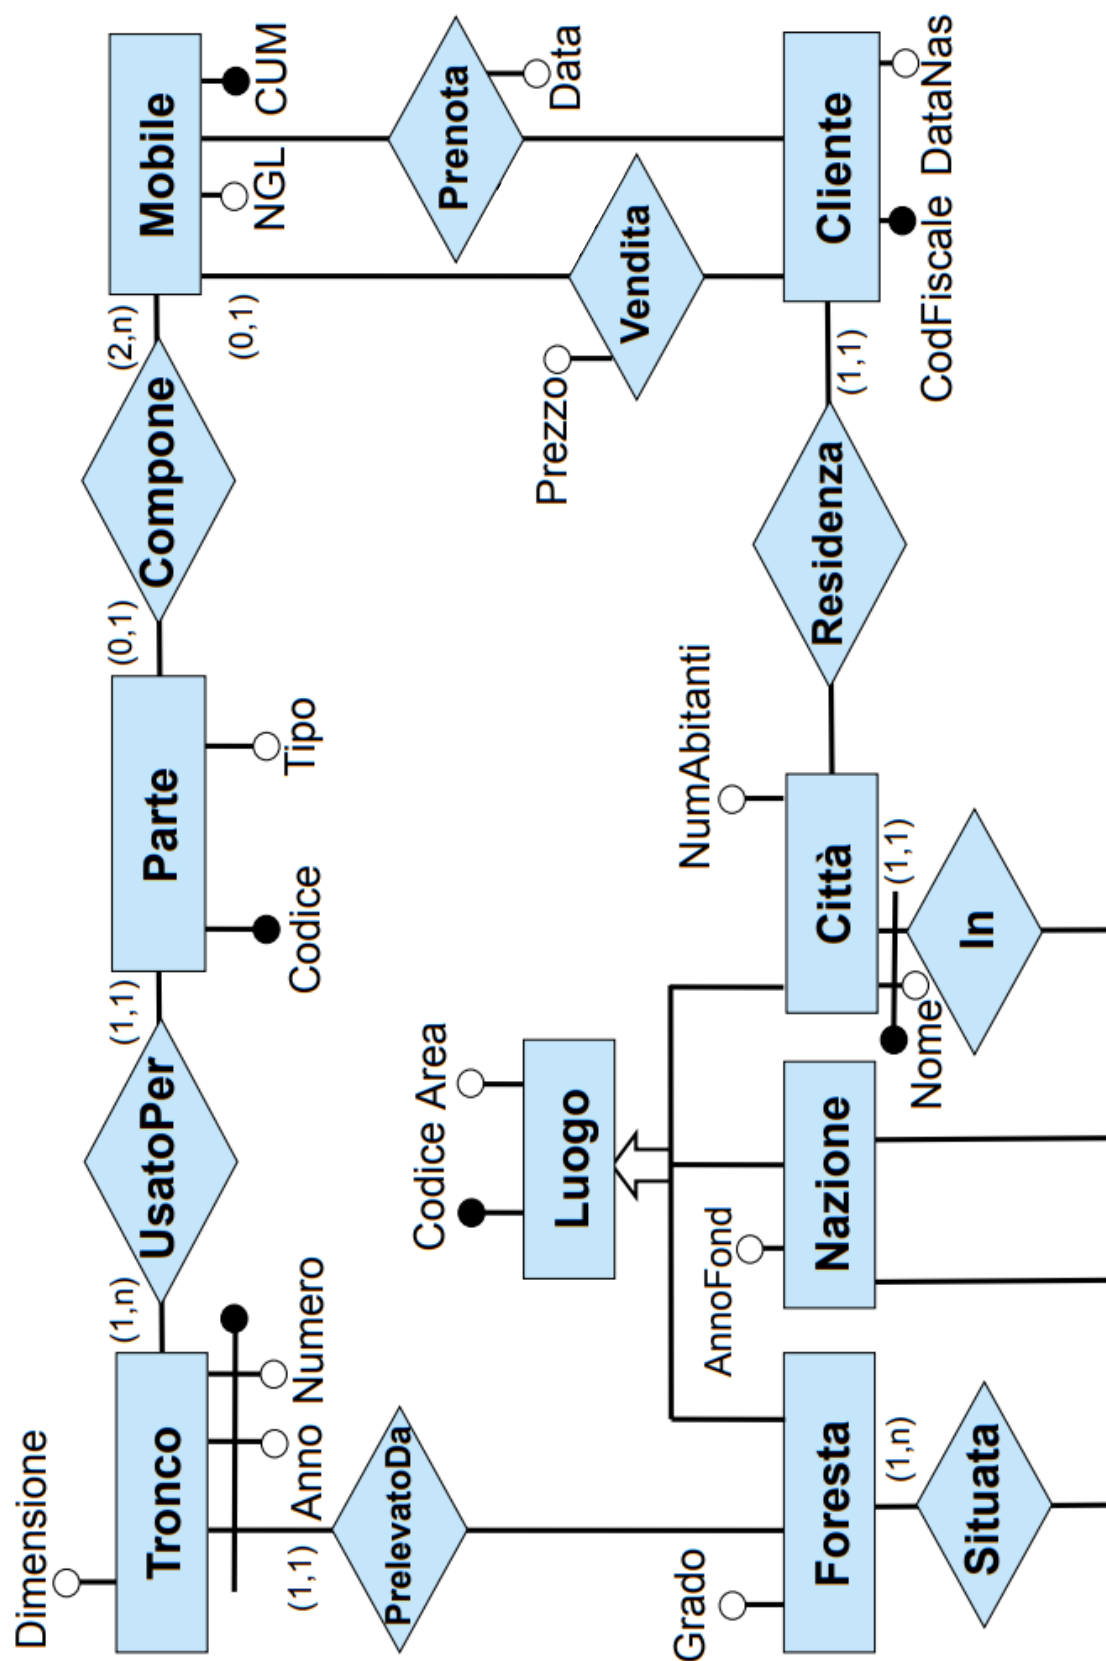 Dimensione
Tronco
(1,n)
UsatoPer
(1,1)
Parte
(0,1)
Compone
(2,n)
Mobile
Anno
Numero
Codice
Tipo
(0,1)
NGL
CUM
(1,1)
PrelevatoDa
Codice
Area
Luogo
Prezzo
Vendita
Prenota
Data
Grado
AnnoFond
NumAbitanti
Foresta
Nazione
Città
Residenza
(1,1)
Cliente
(1,n)
Nome
(1,1)
CodFiscale
DataNas
Situata
In